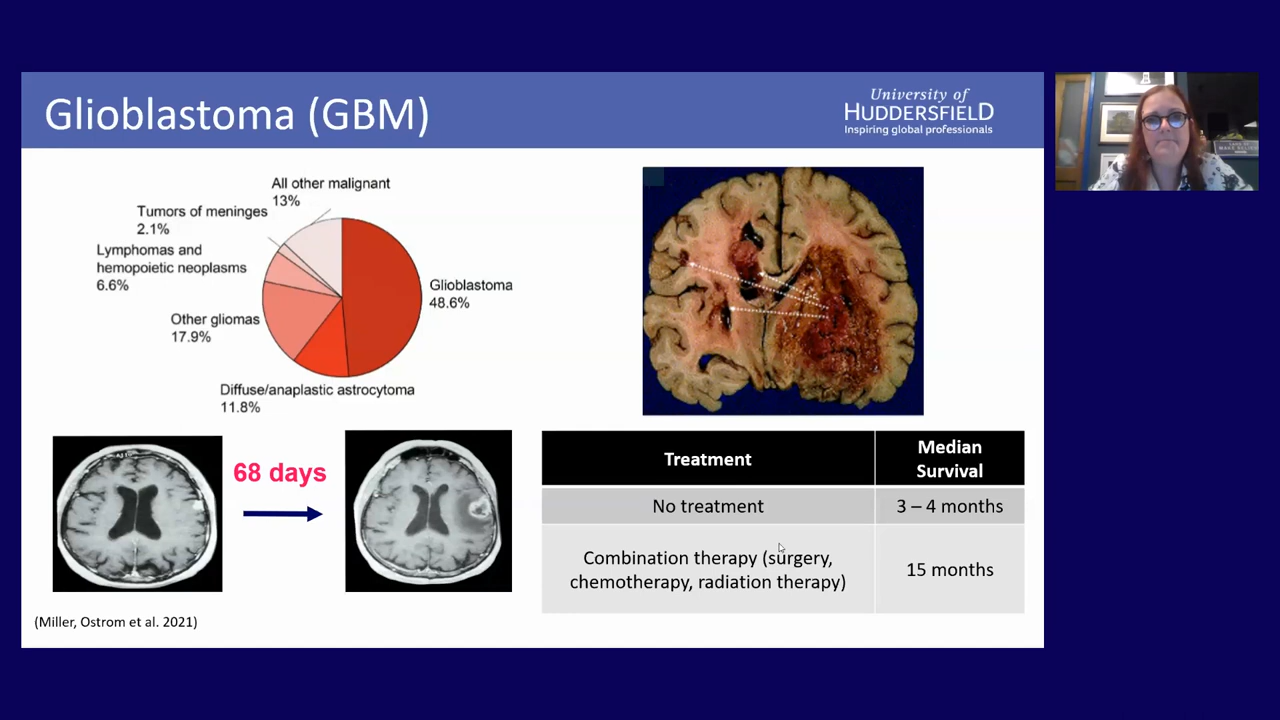 Glioblastoma (GBM)
University of
HUDDERSFIELD
Inspiring global professionals
All other malignant
13%
Tumors of meninges
2.1%
Lymphomas and
hemopoietic neoplasms
6.6%
Other gliomas
17.9%
Diffuse/anaplastic astrocytoma
11.8%
Glioblastoma
48.6%
68 days
Treatment
Median
Survival
No treatment
3 – 4 months
Combination therapy (surgery,
chemotherapy, radiation therapy)
15 months
(Miller, Ostrom et al. 2021)